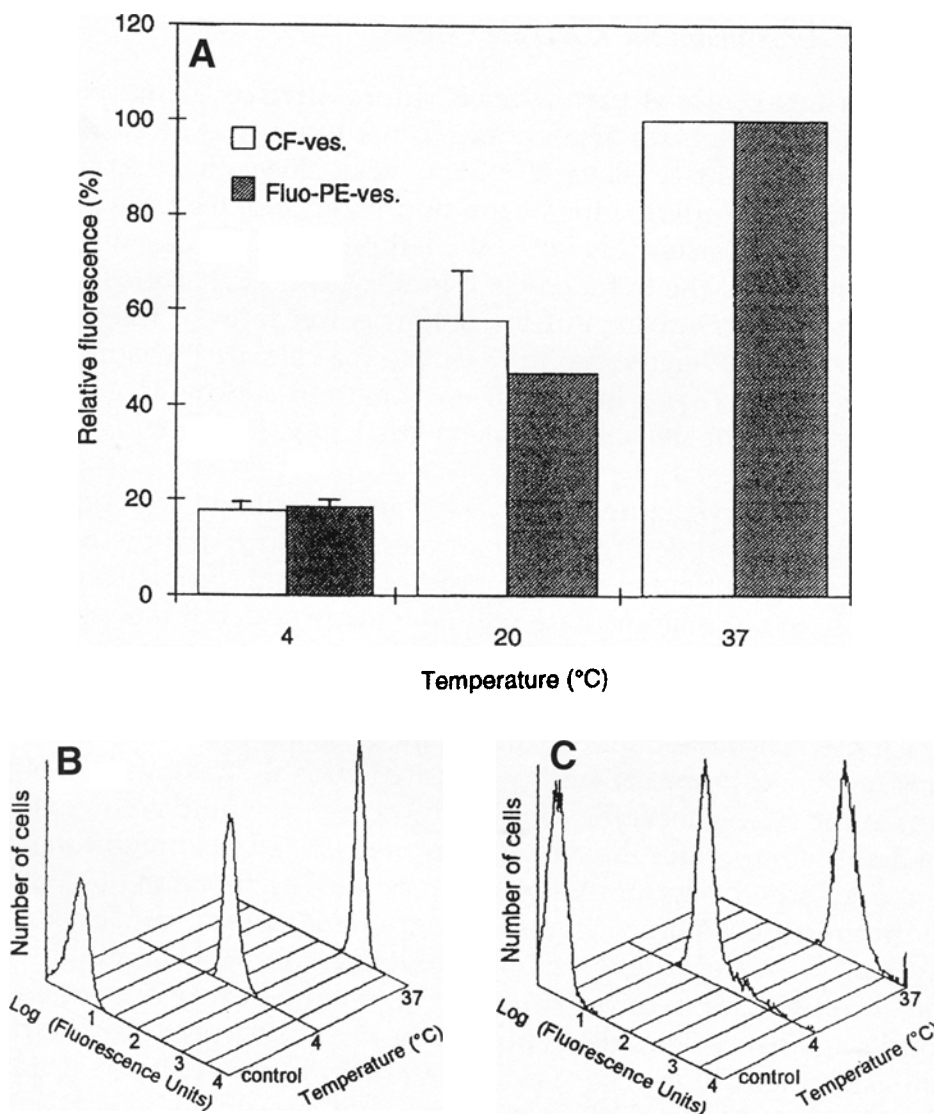 A
120
100
80
60
40
20
0
Relative fluorescence (%)
CF-ves.
Fluo-PE-ves.
4 20 37
Temperature (°C)
B
Number of cells
Log (Fluorescence Units)
1 2 3 4
control 4 37
Temperature (°C)
C
Number of cells
Log (Fluorescence Units)
1 2 3 4
control 4 37
Temperature (°C)